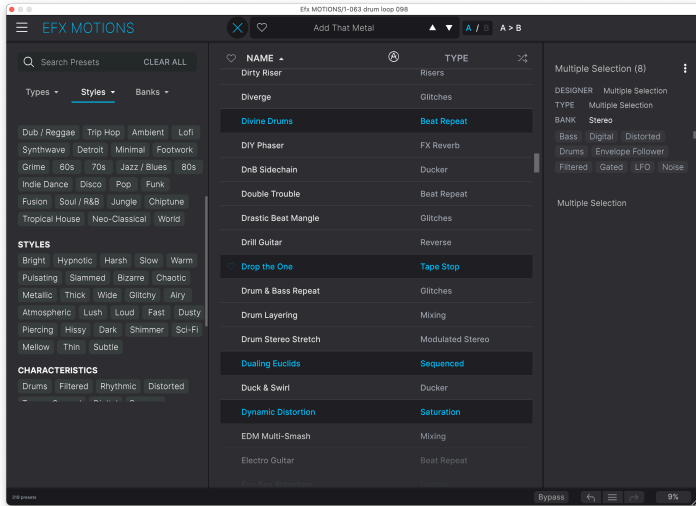 Efx MOTIONS/1-063 drum loop 098
EFX MOTIONS
Add That Metal
A / B
A > B
Search Presets
CLEAR ALL
Types
Styles
Banks
Dub / Reggae Trip Hop Ambient Lofi
Synthwave Detroit Minimal Footwork
Grime 60s 70s Jazz / Blues 80s
Indie Dance Disco Pop Funk
Fusion Soul / R&B Jungle Chiptune
Tropical House Neo-Classical World
STYLES
Bright Hypnotic Harsh Slow Warm
Pulsating Slammed Bizarre Chaotic
Metallic Thick Wide Glitchy Airy
Atmospheric Lush Loud Fast Dusty
Piercing Hissy Dark Shimmer Sci-Fi
Mellow Thin Subtle
CHARACTERISTICS
Drums Filtered Rhythmic Distorted
NAME TYPE
Dirty Riser Risers
Diverge Glitches
Divine Drums Beat Repeat
DIY Phaser FX Reverb
DnB Sidechain Ducker
Double Trouble Beat Repeat
Drastic Beat Mangle Glitches
Drill Guitar Reverse
Drop the One Tape Stop
Drum & Bass Repeat Glitches
Drum Layering Mixing
Drum Stereo Stretch Modulated Stereo
Dualing Euclids Sequenced
Duck & Swirl Ducker
Dynamic Distortion Saturation
EDM Multi-Smash Mixing
Electro Guitar Beat Repeat
Multiple Selection (8)
DESIGNER Multiple Selection
TYPE Multiple Selection
BANK Stereo
Bass Digital Distorted
Drums Envelope Follower
Filtered Gated LFO Noise
Multiple Selection
Bypass
9%